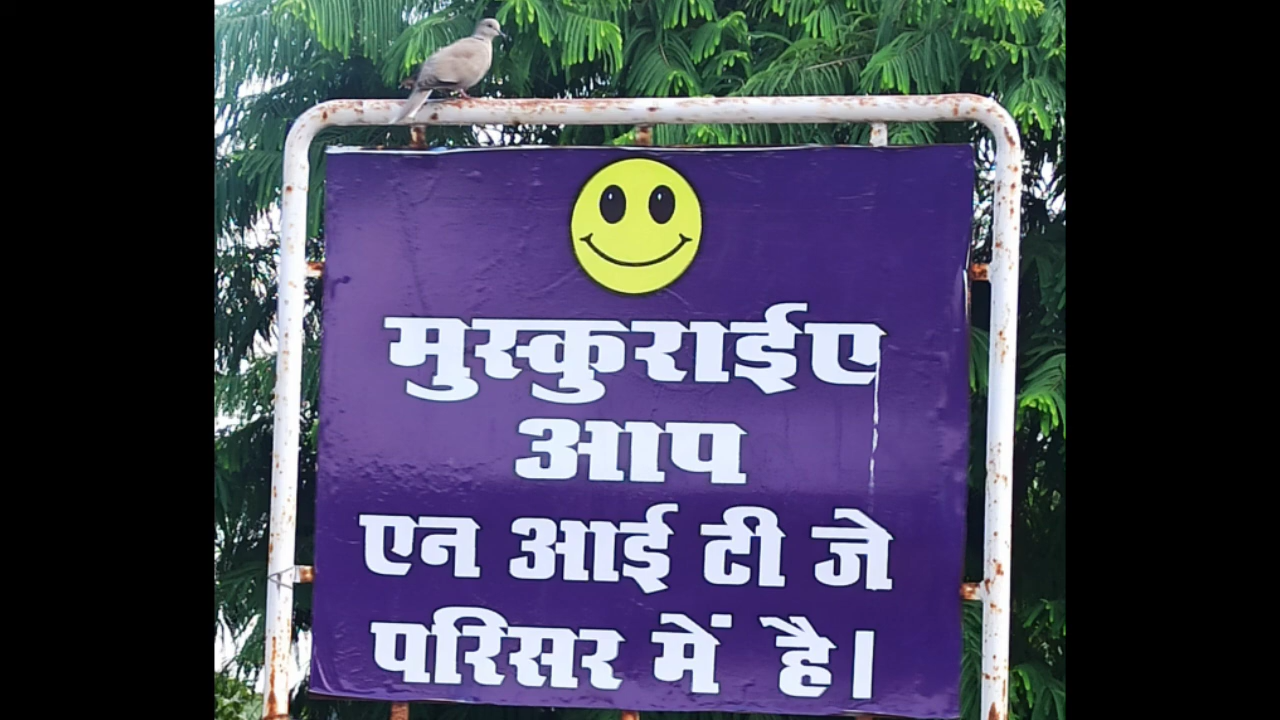 मुस्कुराईए
आप
एन आई टी जे
परिसर में है।